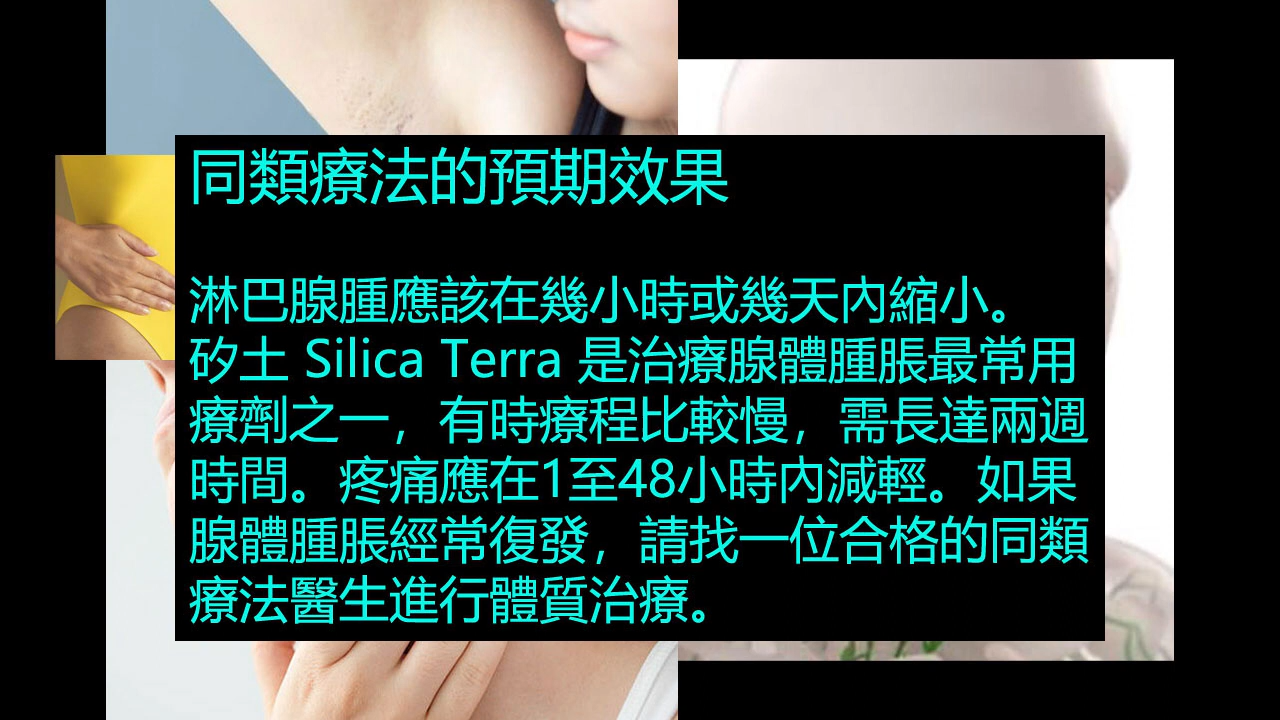 同類療法的預期效果
淋巴腺腫應該在幾小時或幾天內縮小。
矽土 Silica Terra 是治療腺體腫脹最常用
療劑之一，有時療程比較慢，需長達兩週
時間。疼痛應在1至48小時內減輕。如果
腺體腫脹經常復發，請找一位合格的同類
療法醫生進行體質治療。